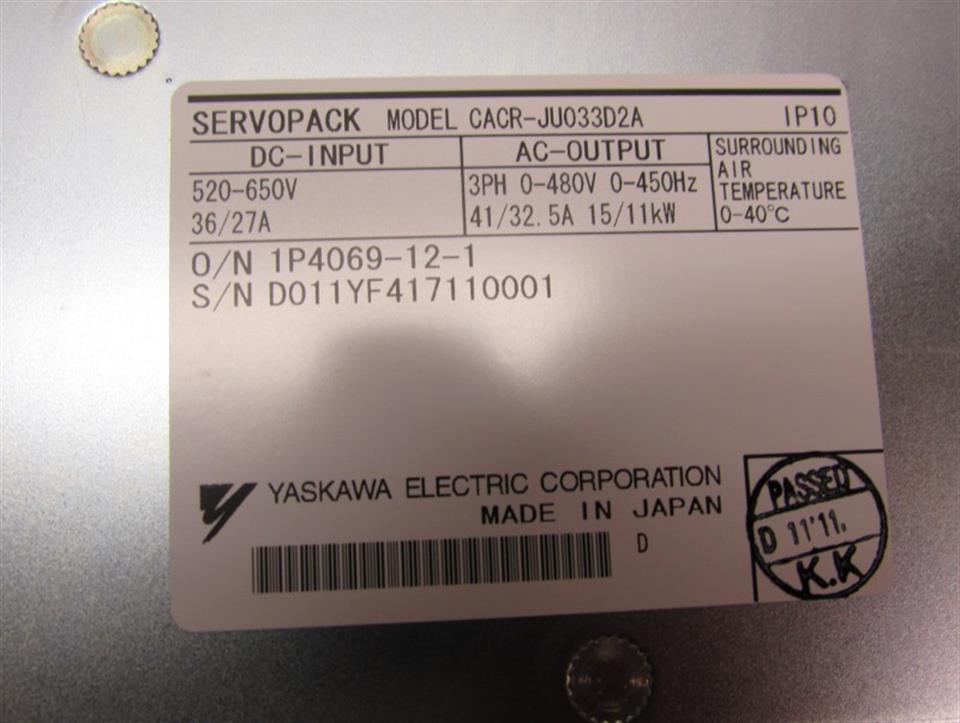 SERVOPACK MODEL CACR-JU033D2A IP10
DC-INPUT
520-650V
36/27A
AC-OUTPUT
3PH 0-480V 0-450Hz
41/32.5A 15/11kW
SURROUNDING
AIR
TEMPERATURE
0-40℃
O/N 1P4069-12-1
S/N D011YF417110001
YASKAWA ELECTRIC CORPORATION
MADE IN JAPAN
D
PASSED
D 11'11.
K.K